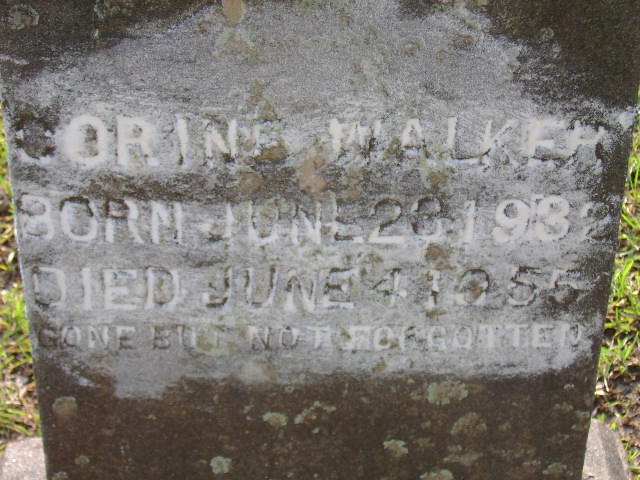 CORINE WALKER
BORN JUNE 23 1932
DIED JUNE 4 1955
GONE BUT NOT FORGOTTEN